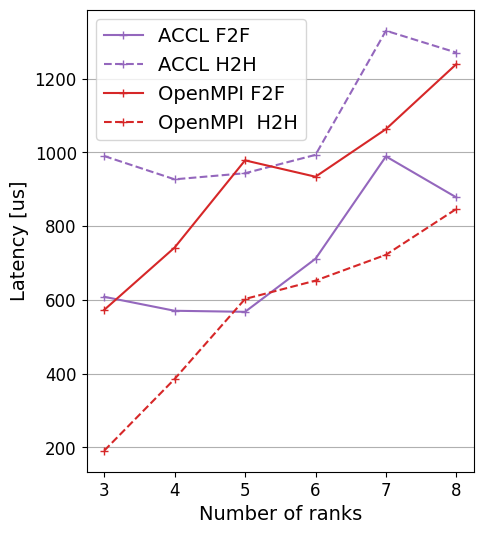 ACCL F2F
ACCL H2H
OpenMPI F2F
OpenMPI  H2H
1200
1000
800
600
400
200
Latency [us]
3 4 5 6 7 8
Number of ranks